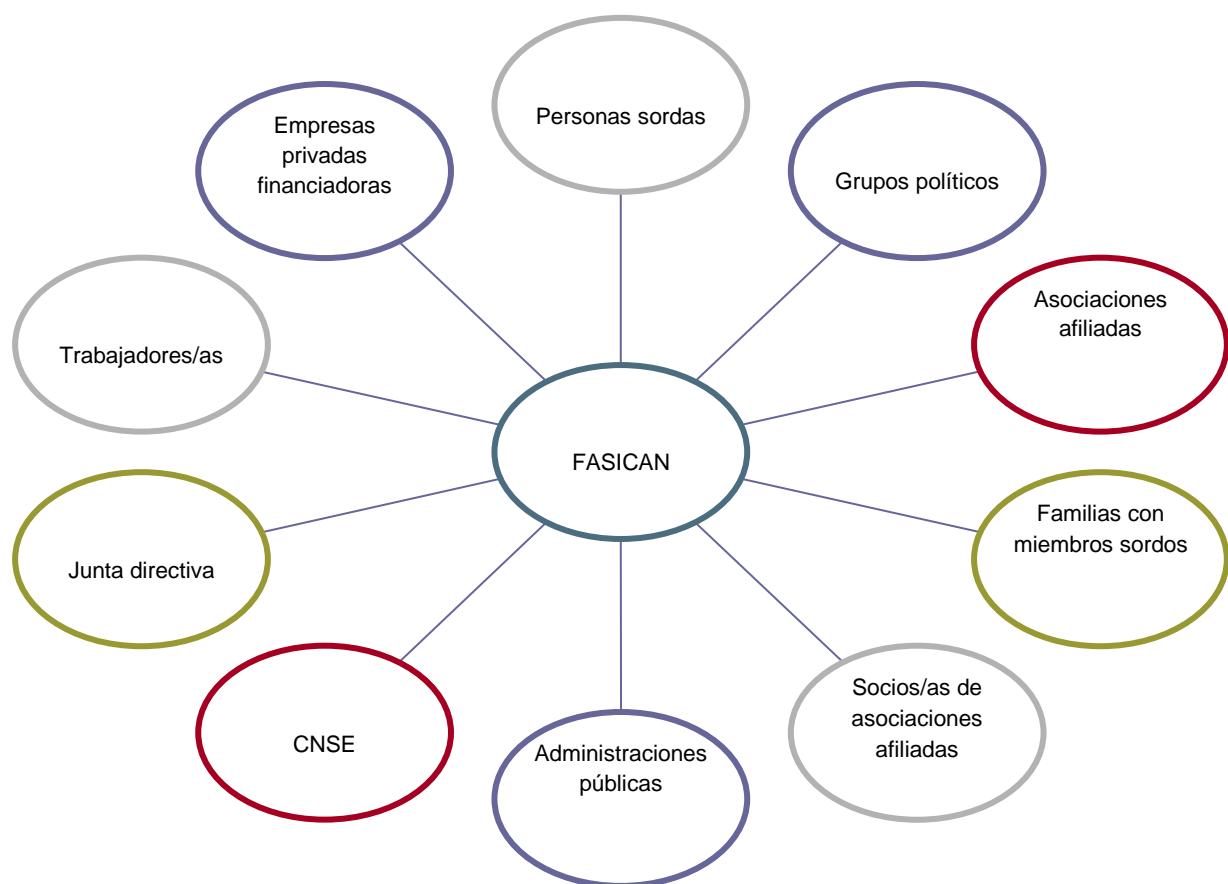 Personas sordas
Empresas
privadas
financiadoras
Grupos políticos
Asociaciones
afiliadas
Trabajadores/as
FASICAN
Familias con
miembros sordos
Junta directiva
Socios/as de
asociaciones
afiliadas
CNSE
Administraciones
públicas